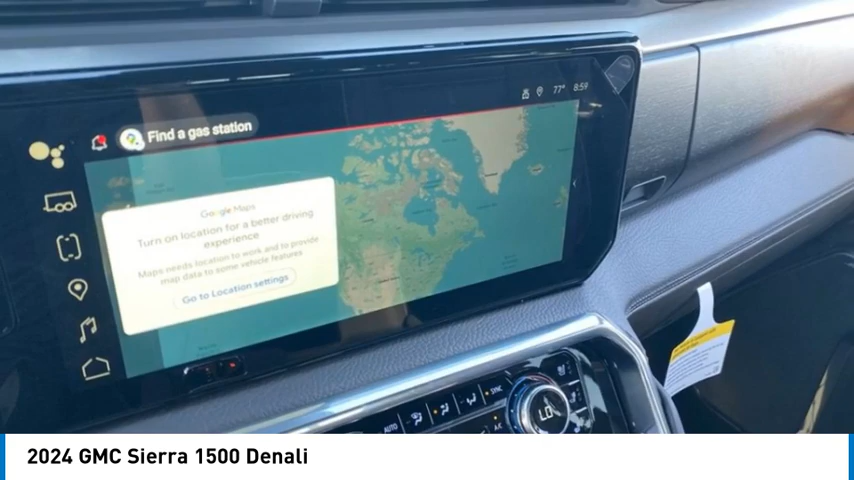 77° 8:59
Find a gas station
Google Maps
Turn on location for a better driving
experience
Maps needs location to work and to provide
map data to some vehicle features
Go to Location settings
AUTO
SYNC
A/C
LO
2024 GMC Sierra 1500 Denali